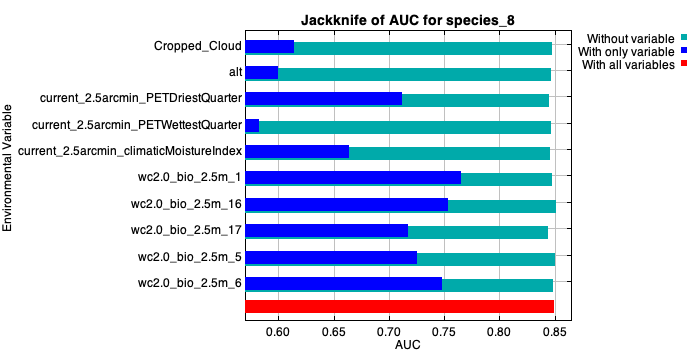 Jackknife of AUC for species_8
Without variable
With only variable
With all variables
Environmental Variable
Cropped_Cloud
alt
current_2.5arcmin_PETDriestQuarter
current_2.5arcmin_PETWettestQuarter
current_2.5arcmin_climaticMoistureIndex
wc2.0_bio_2.5m_1
wc2.0_bio_2.5m_16
wc2.0_bio_2.5m_17
wc2.0_bio_2.5m_5
wc2.0_bio_2.5m_6
0.60 0.65 0.70 0.75 0.80 0.85
AUC